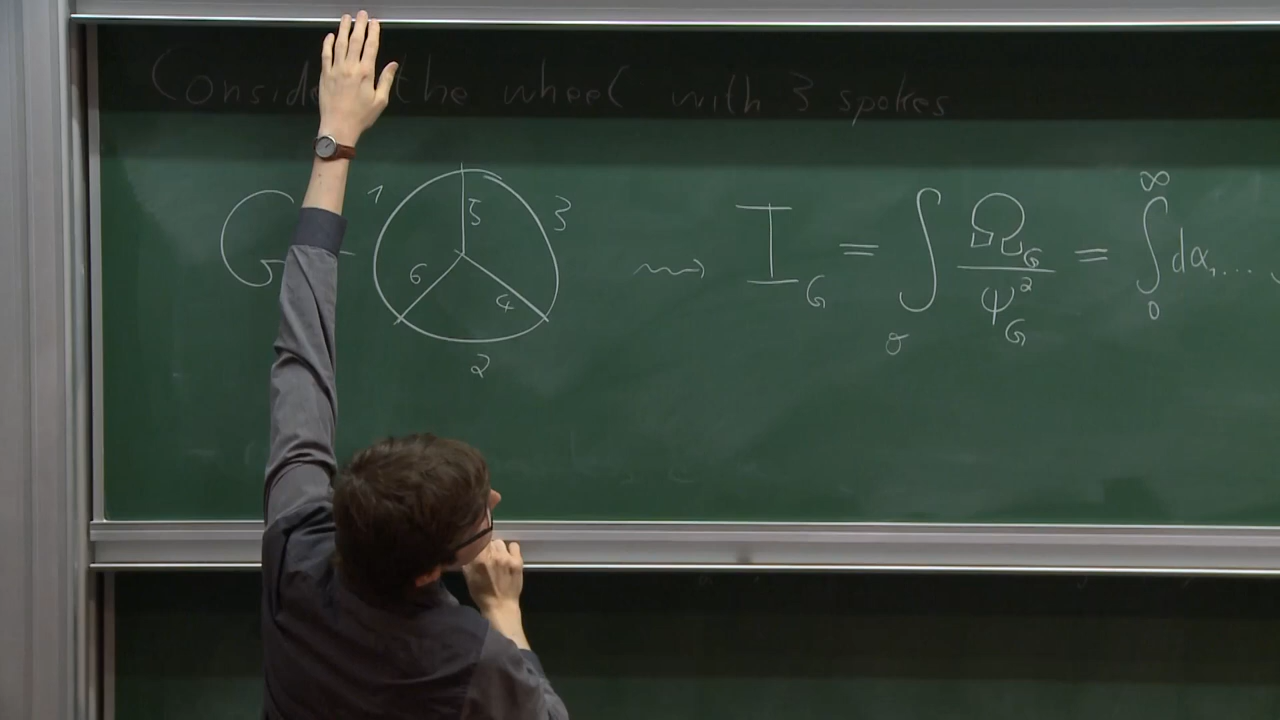 Consider the wheel with 3 spokes
G = 1 5 3 6 4 2 ⇝ I_G = ∫_σ Ω_G / ψ_G^2 = ∫_0^∞ dα_1 ...